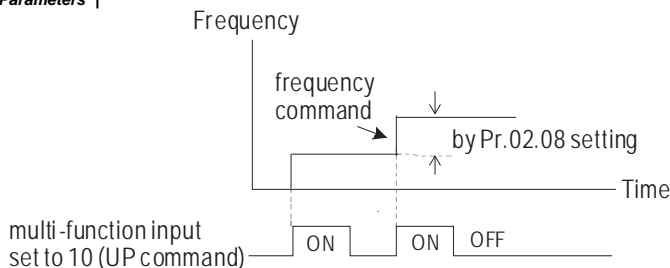 Parameters |
Frequency
frequency
command
by Pr.02.08 setting
Time
multi-function input
set to 10 (UP command)
ON
ON
OFF